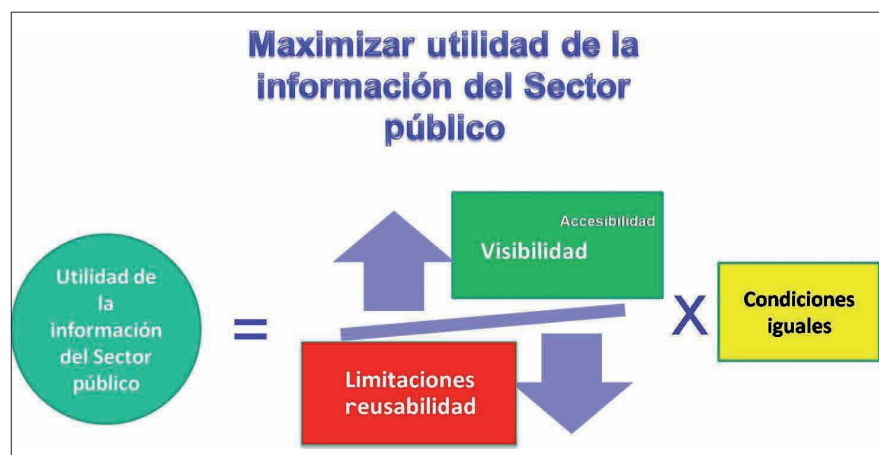 Maximizar utilidad de la
información del Sector
público
Utilidad de
la
información
del Sector
público
=
Accesibilidad
Visibilidad
Limitaciones
reusabilidad
X
Condiciones
iguales